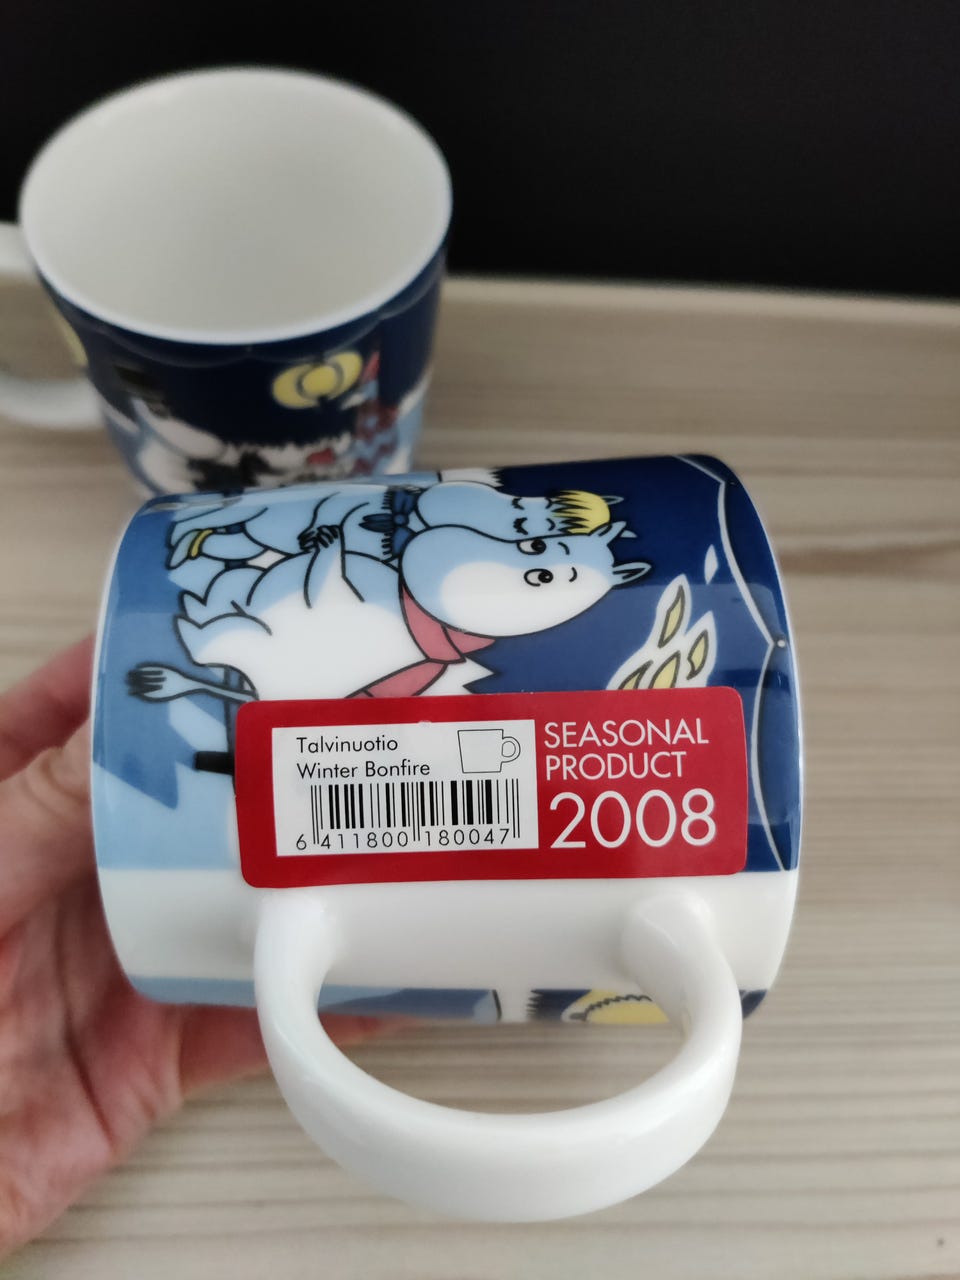 Talvinuotio
Winter Bonfire
6 411800 180047
SEASONAL
PRODUCT
2008